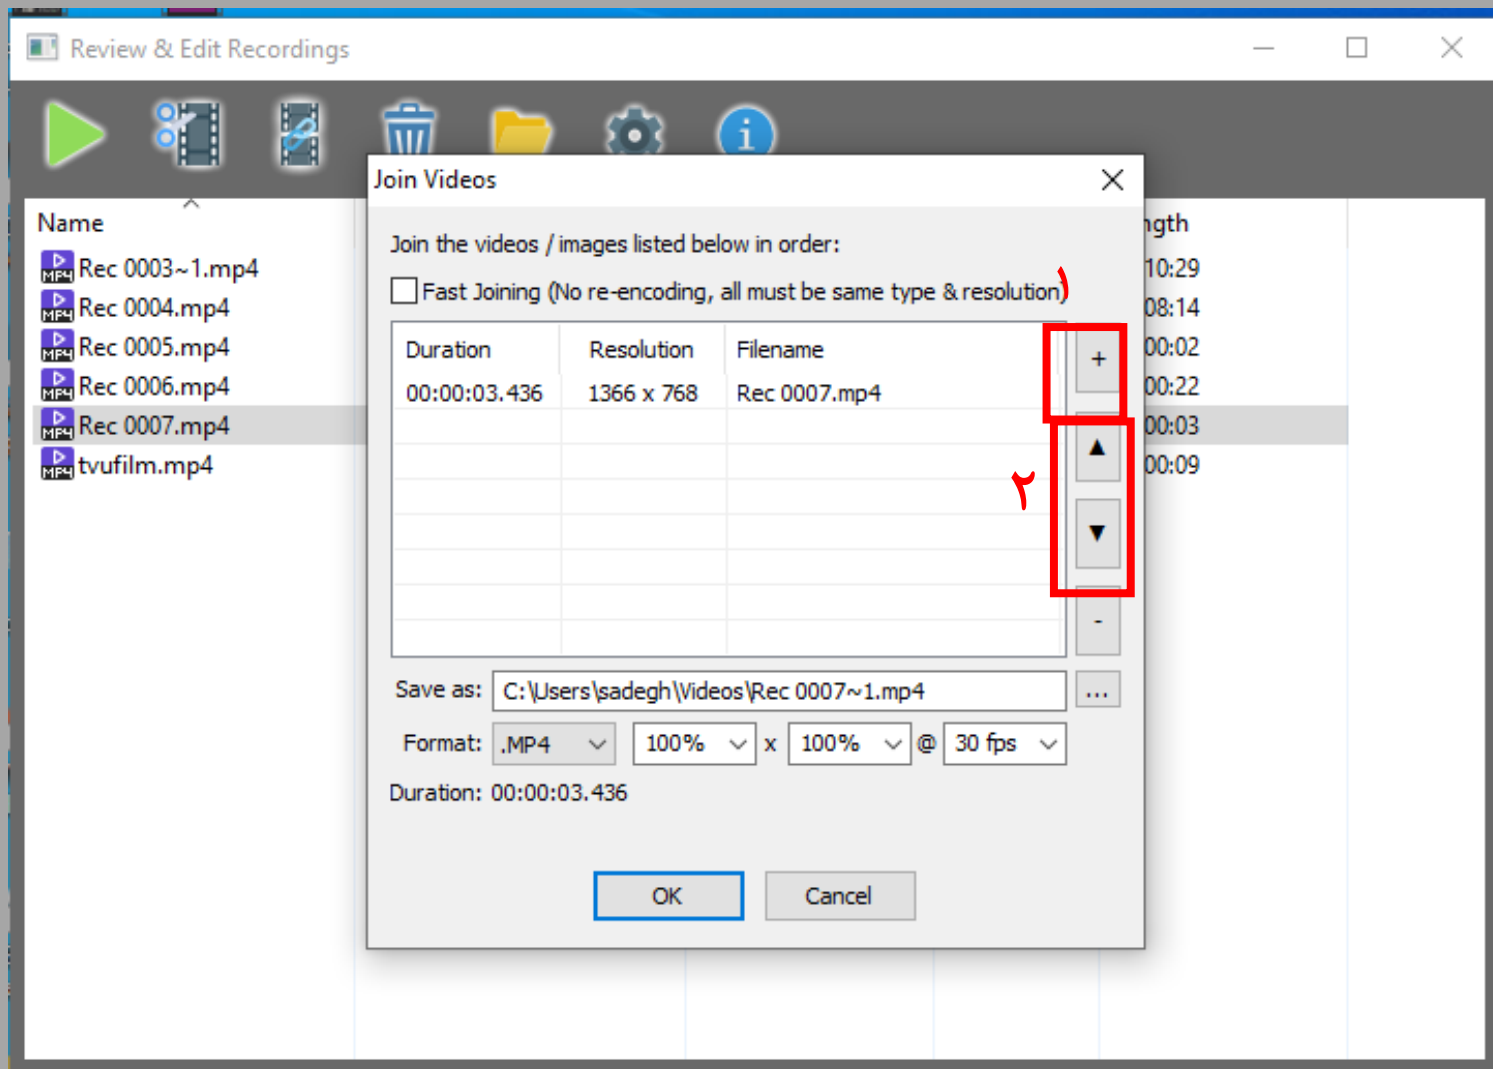 Review & Edit Recordings
Join Videos
Name
ngth
Join the videos / images listed below in order:
Rec 0003~1.mp4
10:29
Fast Joining (No re-encoding, all must be same type & resolution)
۱
Rec 0004.mp4
08:14
Duration Resolution Filename
+
Rec 0005.mp4
00:02
00:00:03.436 1366 x 768 Rec 0007.mp4
Rec 0006.mp4
00:22
Rec 0007.mp4
00:03
▲
tvufilm.mp4
00:09
۲
▼
-
Save as: C:\Users\sadegh\Videos\Rec 0007~1.mp4 ...
Format: .MP4 100% x 100% @ 30 fps
Duration: 00:00:03.436
OK Cancel